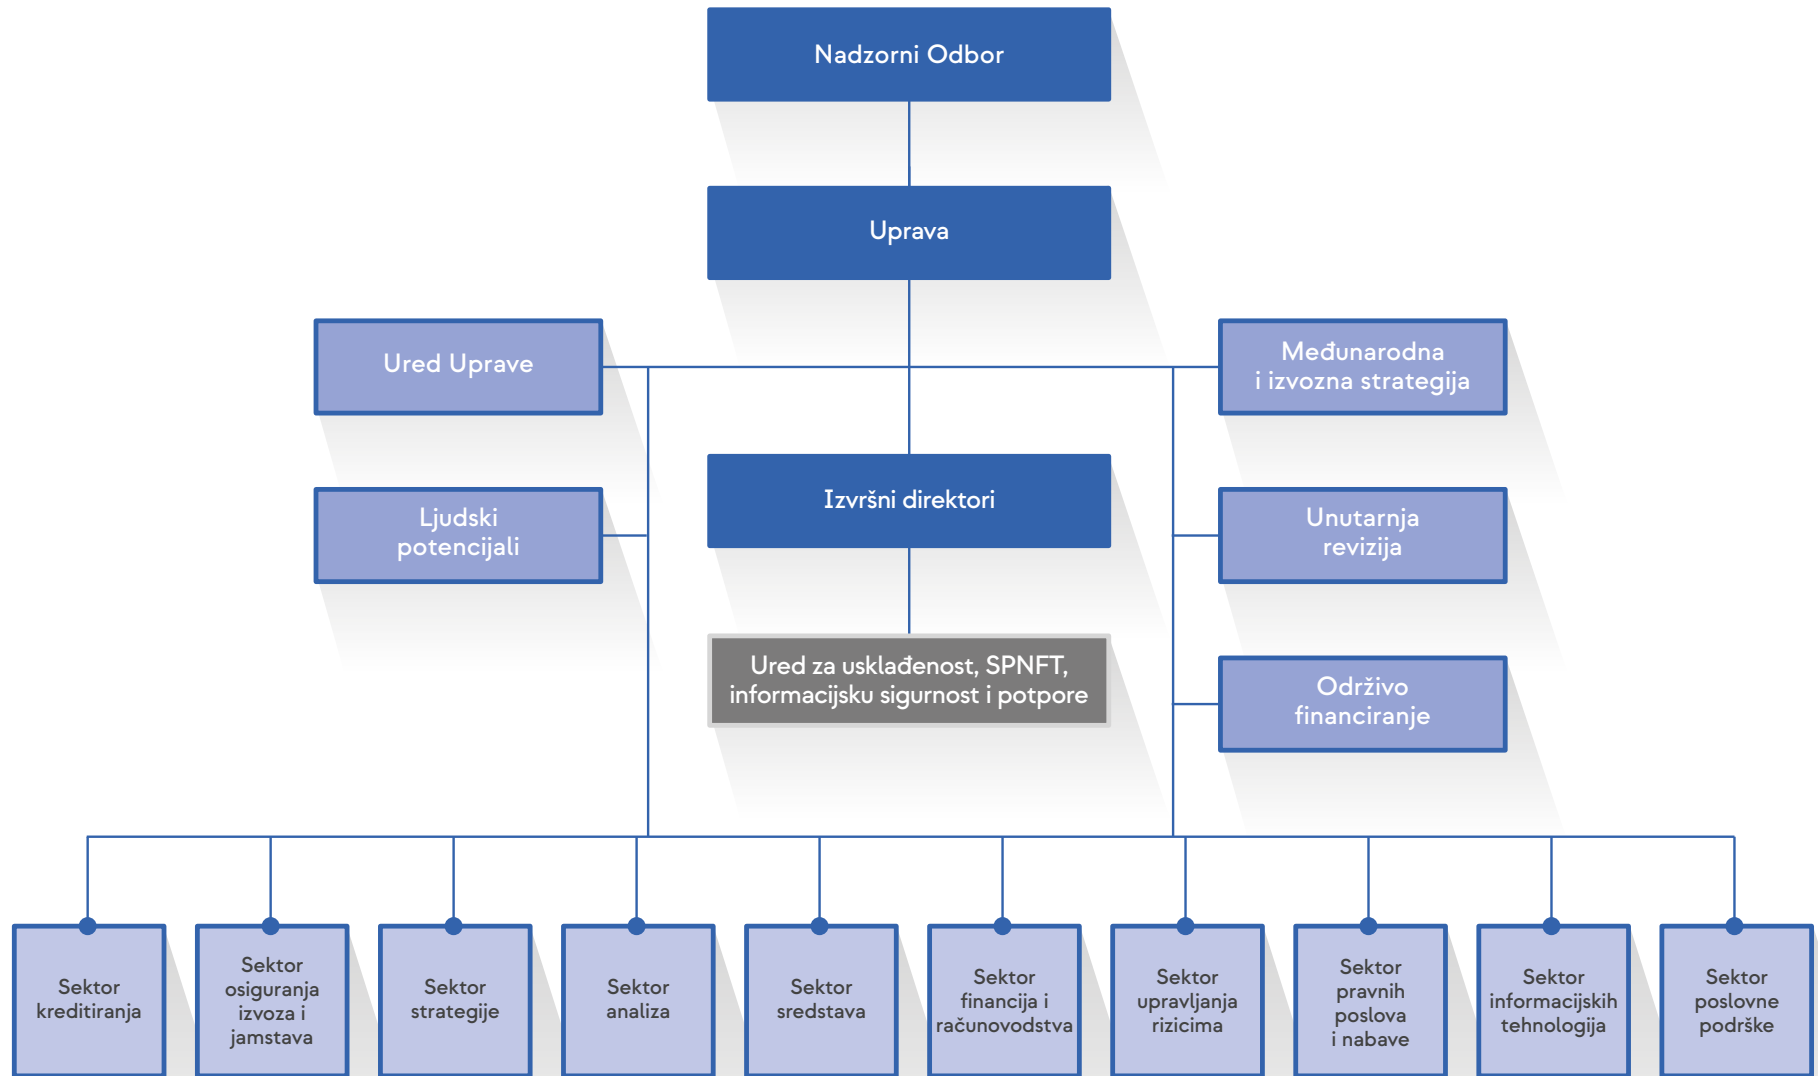 Nadzorni Odbor
Uprava
Ured Uprave
Međunarodna
i izvozna strategija
Ljudski
potencijali
Izvršni direktori
Unutarnja
revizija
Ured za usklađenost, SPNFT,
informacijsku sigurnost i potpore
Održivo
financiranje
Sektor
kreditiranja
Sektor
osiguranja
izvoza i
jamstava
Sektor
strategije
Sektor
analiza
Sektor
sredstava
Sektor
financija i
računovodstva
Sektor
upravljanja
rizicima
Sektor
pravnih
poslova
i nabave
Sektor
informacijskih
tehnologija
Sektor
poslovne
podrške